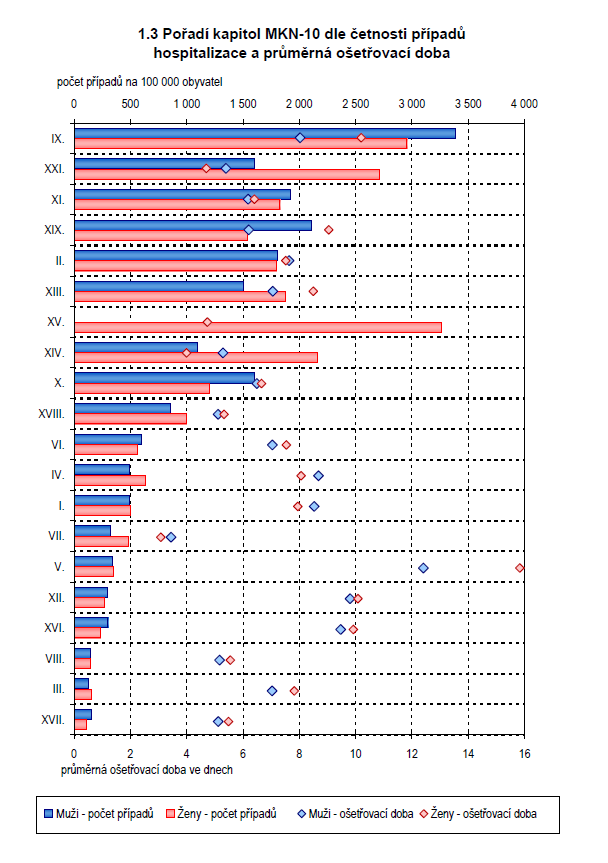 1.3 Pořadí kapitol MKN-10 dle četnosti případů
hospitalizace a průměrná ošetřovací doba
počet případů na 100 000 obyvatel
0 500 1 000 1 500 2 000 2 500 3 000 3 500 4 000
IX.
XXI.
XI.
XIX.
II.
XIII.
XV.
XIV.
X.
XVIII.
VI.
IV.
I.
VII.
V.
XII.
XVI.
VIII.
III.
XVII.
0 2 4 6 8 10 12 14 16
průměrná ošetřovací doba ve dnech
Muži - počet případů Ženy - počet případů Muži - ošetřovací doba Ženy - ošetřovací doba